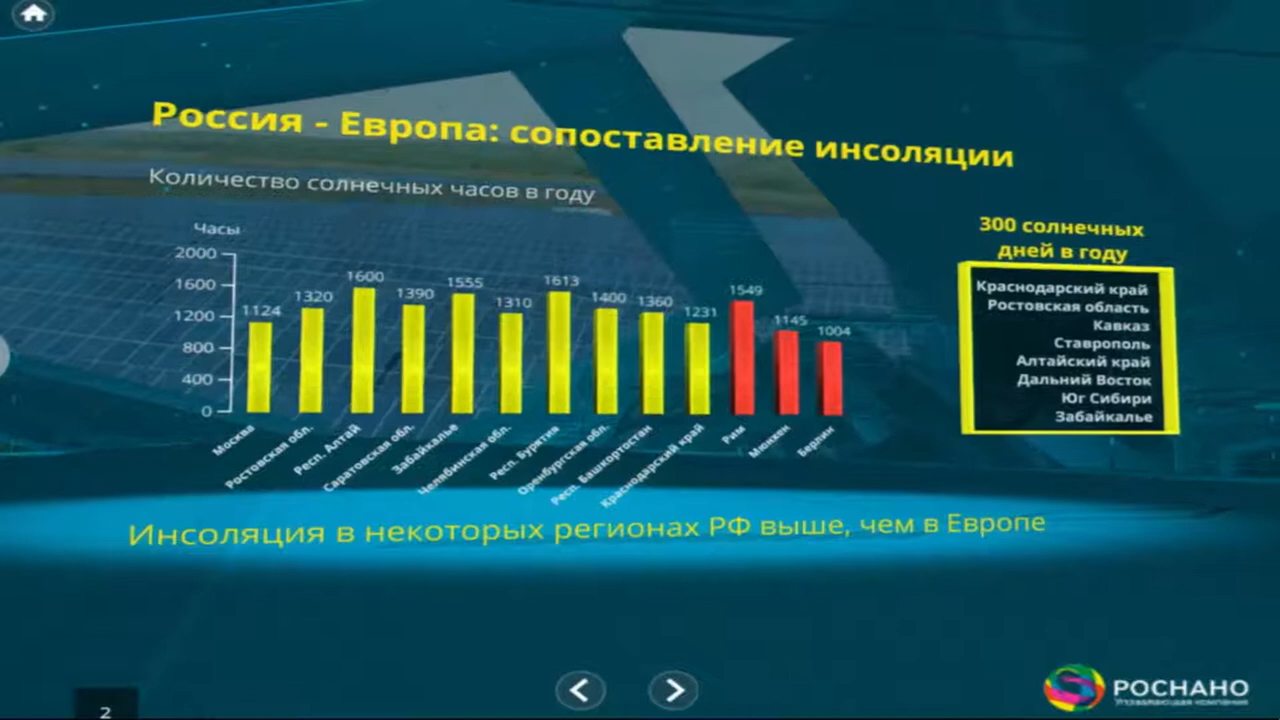 Россия - Европа: сопоставление инсоляции
Количество солнечных часов в году
Часы
2000
1600
1200
800
400
0
1124
1320
1600
1390
1555
1310
1613
1400
1360
1231
1549
1145
1004
Москва
Ростовская обл.
Респ. Алтай
Саратовская обл.
Забайкалье
Челябинская обл.
Респ. Бурятия
Оренбургская обл.
Респ. Башкортостан
Краснодарский край
Рим
Мюнхен
Берлин
300 солнечных
дней в году
Краснодарский край
Ростовская область
Кавказ
Ставрополь
Алтайский край
Дальний Восток
Юг Сибири
Забайкалье
Инсоляция в некоторых регионах РФ выше, чем в Европе
2
РОСНАНО
Управляющая компания